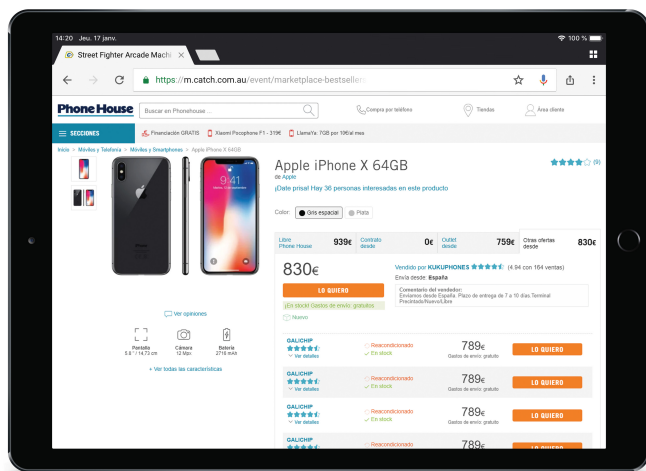 14:20 Jeu. 17 janv.
100 %
Street Fighter Arcade Machi
https://m.catch.com.au/event/marketplace-bestseller
Phone House
Buscar en Phonehouse ...
Compra por teléfono
Tiendas
Área cliente
SECCIONES
Financiación GRATIS
Xiaomi Pocophone F1 - 319€
LlamaYa: 7GB por 10€/al mes
Inicio > Móviles y Telefonía > Móviles y Smartphones > Apple iPhone X 64GB
Apple iPhone X 64GB
(9)
de Apple
¡Date prisa! Hay 36 personas interesadas en este producto
9:41
Color:
Gris espacial
Plata
Libre
Phone House
939€
Contrato
desde
0€
Outlet
desde
759€
Otras ofertas
desde
830€
830€
LO QUIERO
¡En stock! Gastos de envío: gratuitos
Nuevo
Vendido por KUKUPHONES (4.94 con 164 ventas)
Envía desde: España
Comentario del vendedor:
Enviamos desde España. Plazo de entrega de 7 a 10 días.Terminal
Precintado/Nuevo/Libre
Ver opiniones
Pantalla
5.8" / 14,73 cm
Cámara
12 Mpx
Batería
2716 mAh
+ Ver todas las características
GALICHIP
Ver detalles
Reacondicionado
En stock
789€
Gastos de envío: gratuito
LO QUIERO
GALICHIP
Ver detalles
Reacondicionado
En stock
789€
Gastos de envío: gratuito
LO QUIERO
GALICHIP
Ver detalles
Reacondicionado
En stock
789€
Gastos de envío: gratuito
LO QUIERO
GALICHIP
Reacondicionado
789€
LO QUIERO